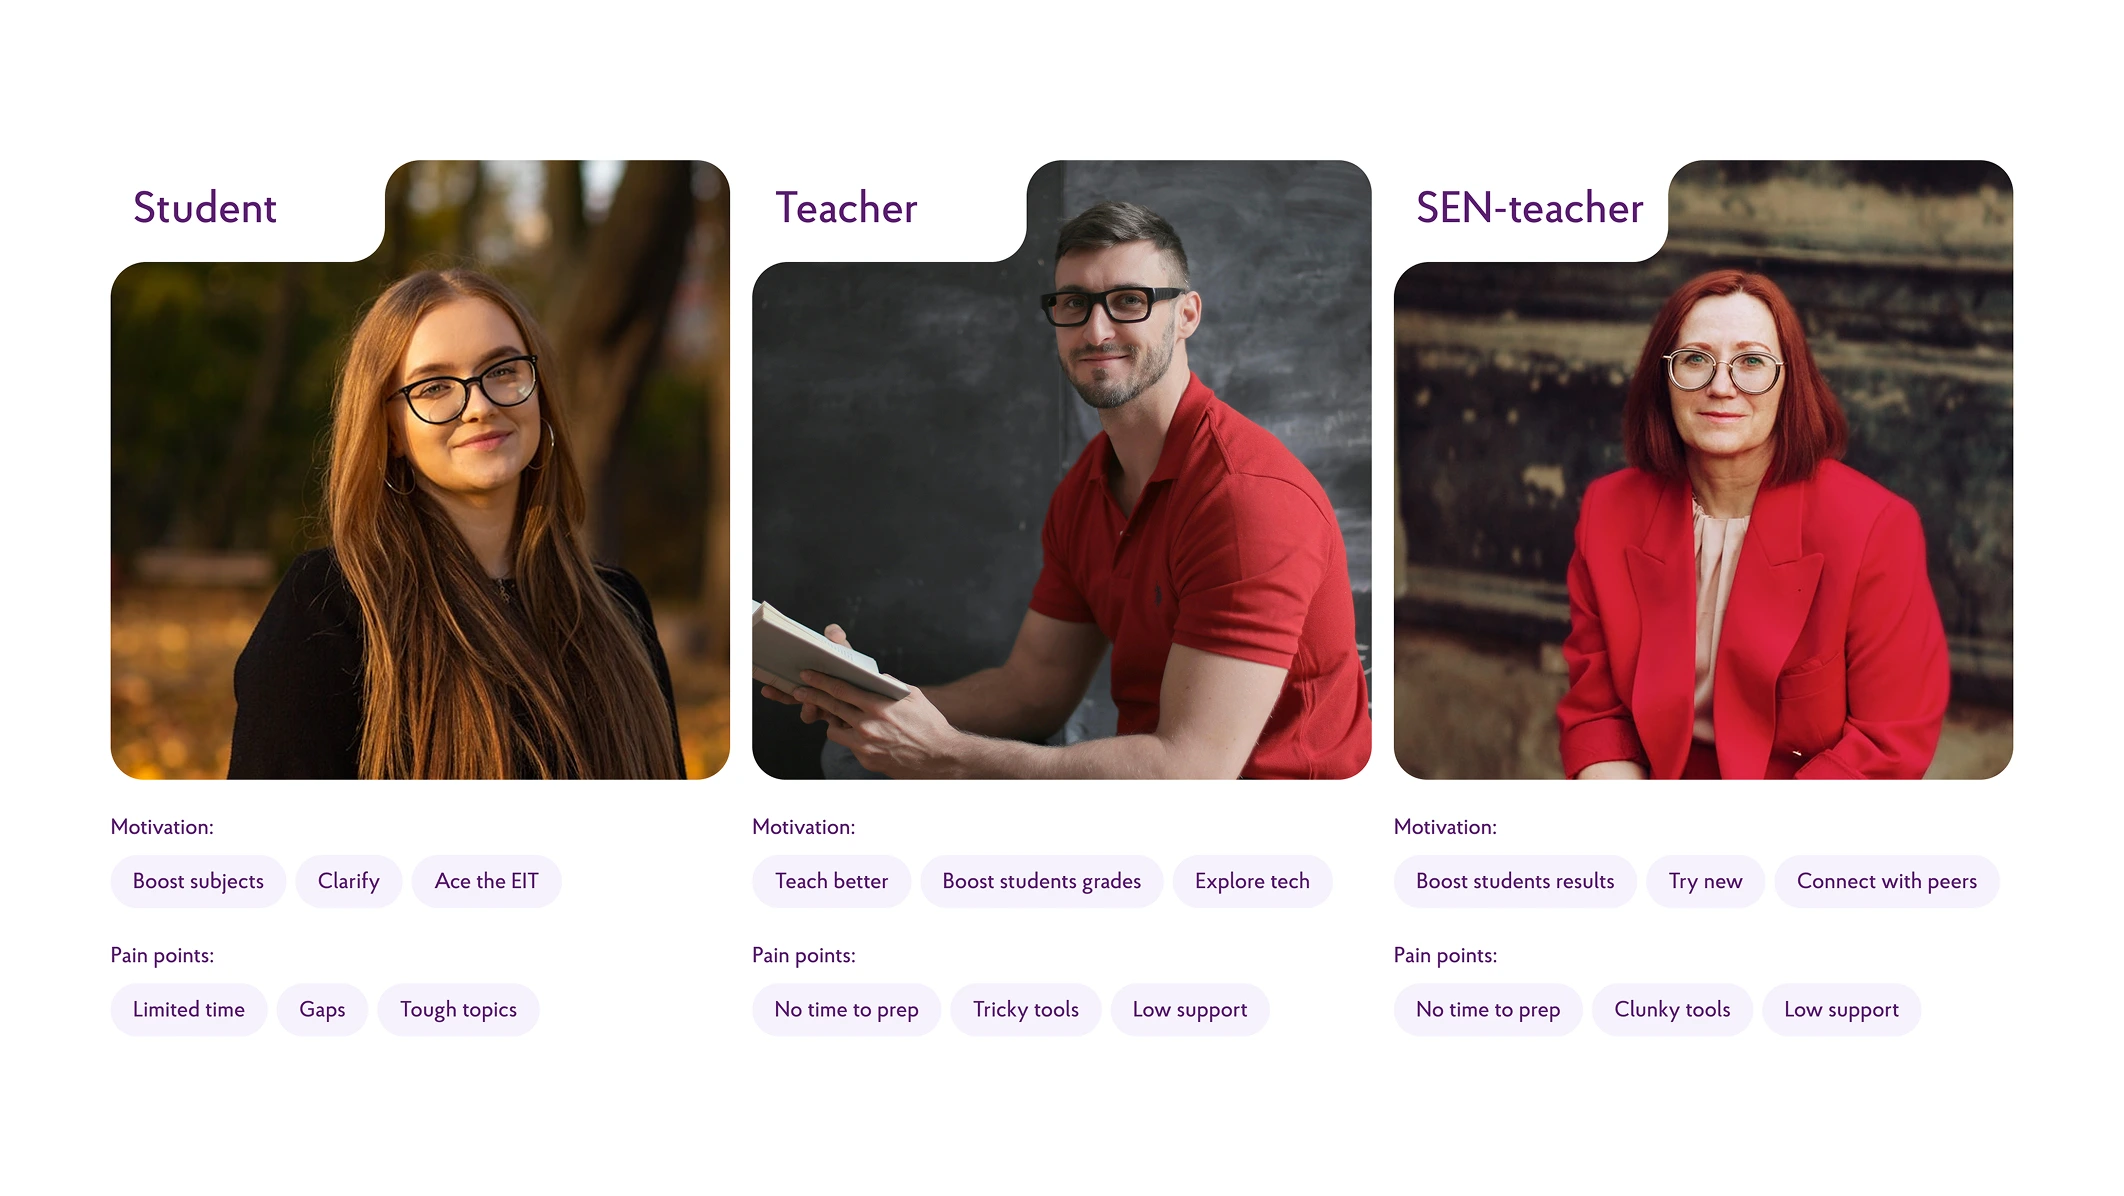 Student
Teacher
SEN-teacher
Motivation:
Boost subjects
Clarify
Ace the EIT
Pain points:
Limited time
Gaps
Tough topics
Motivation:
Teach better
Boost students grades
Explore tech
Pain points:
No time to prep
Tricky tools
Low support
Motivation:
Boost students results
Try new
Connect with peers
Pain points:
No time to prep
Clunky tools
Low support